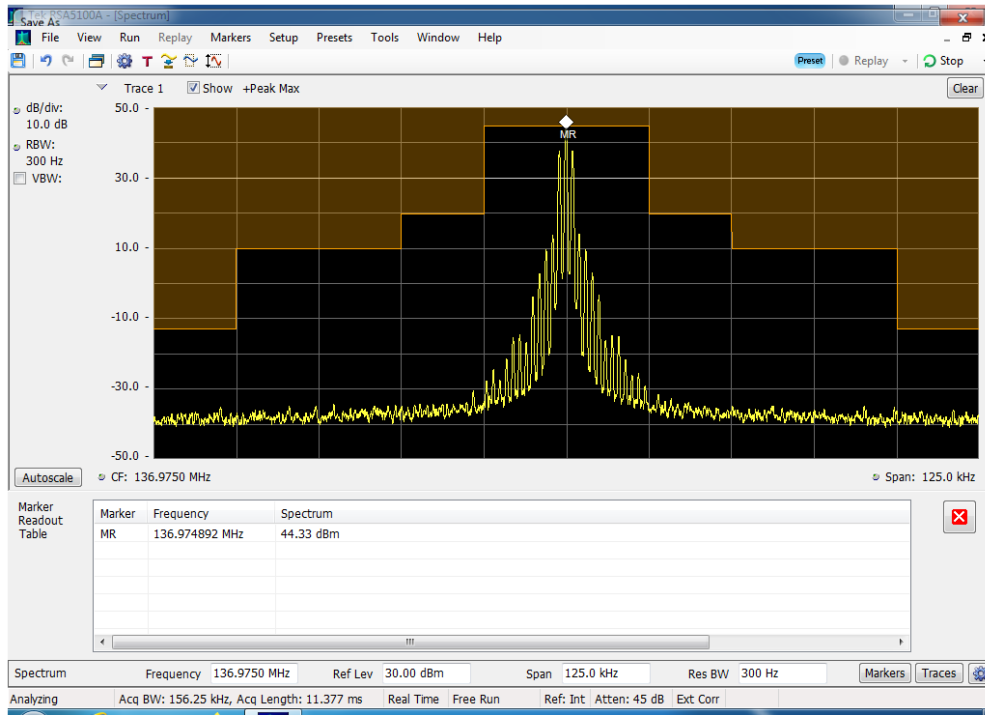 Save As Tek RSA5100A - [Spectrum]
File View Run Replay Markers Setup Presets Tools Window Help
T Preset Replay Stop
Trace 1 Show +Peak Max Clear
dB/div:
10.0 dB
RBW:
300 Hz
VBW:
50.0
30.0
10.0
-10.0
-30.0
-50.0
MR
Autoscale CF: 136.9750 MHz Span: 125.0 kHz
Marker
Readout
Table
Marker Frequency Spectrum
MR 136.974892 MHz 44.33 dBm
Spectrum Frequency 136.9750 MHz Ref Lev 30.00 dBm Span 125.0 kHz Res BW 300 Hz Markers Traces
Analyzing Acq BW: 156.25 kHz, Acq Length: 11.377 ms Real Time Free Run Ref: Int Atten: 45 dB Ext Corr